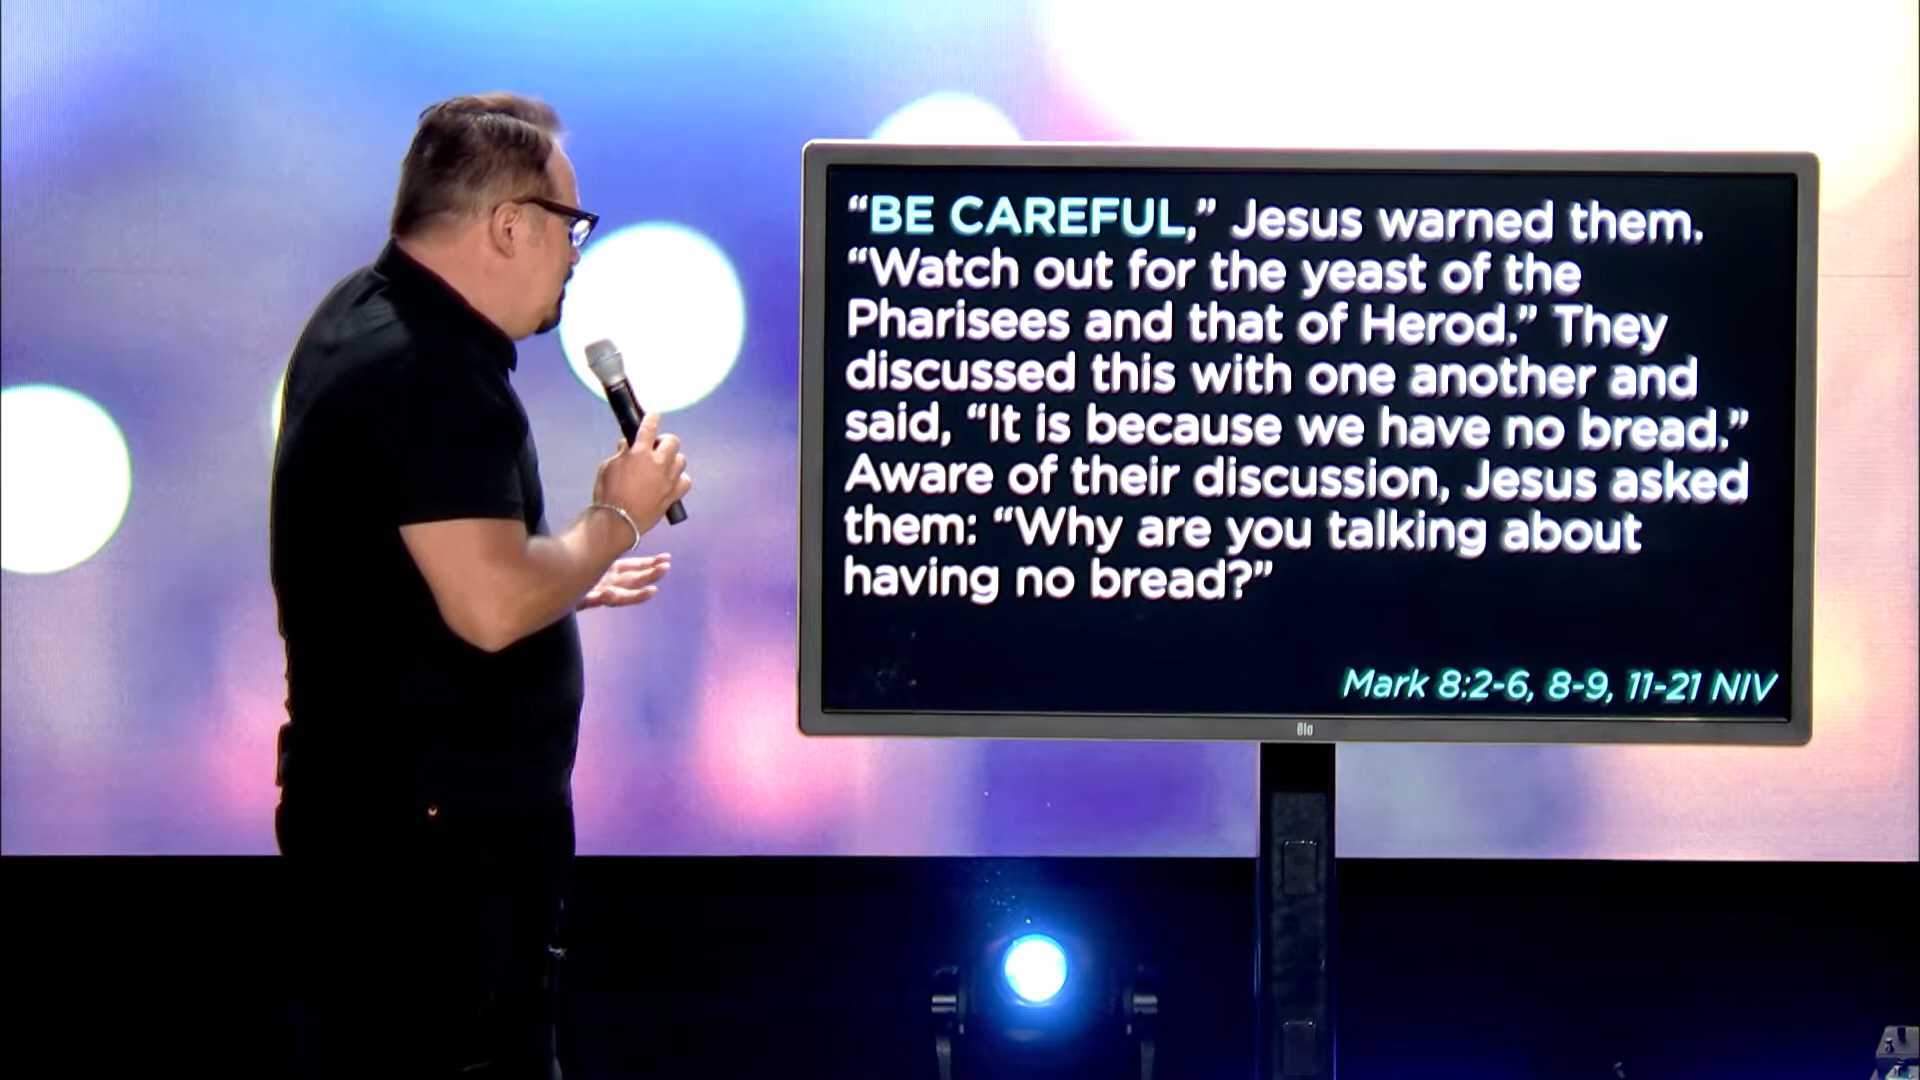 “BE CAREFUL,” Jesus warned them.
“Watch out for the yeast of the
Pharisees and that of Herod.” They
discussed this with one another and
said, “It is because we have no bread.”
Aware of their discussion, Jesus asked
them: “Why are you talking about
having no bread?”
Mark 8:2-6, 8-9, 11-21 NIV
elo